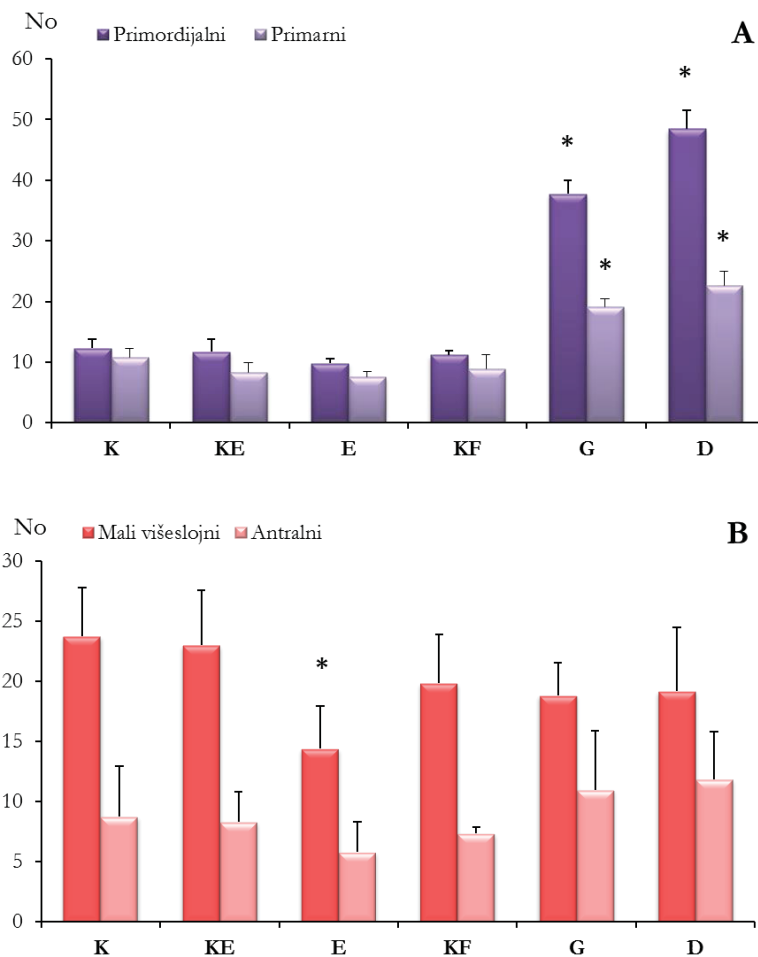 No
Primordijalni Primarni
A
60
50
40
30
20
10
0
* * * *
K KE E KF G D
No
Mali višeslojni Antralni
B
30
25
20
15
10
5
0
*
K KE E KF G D